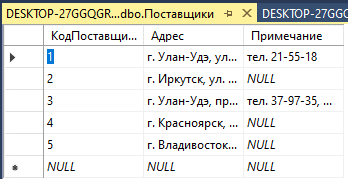 DESKTOP-27GGQGR...dbo.Поставщики DESKTOP-27GGQ
КодПоставщи... Адрес Примечание
1 г. Улан-Удэ, ул... тел. 21-55-18
2 г. Иркутск, ул. ... NULL
3 г. Улан-Удэ, пр... тел. 37-97-35, ...
4 г. Красноярск, ... NULL
5 г. Владивосток... NULL
NULL NULL NULL